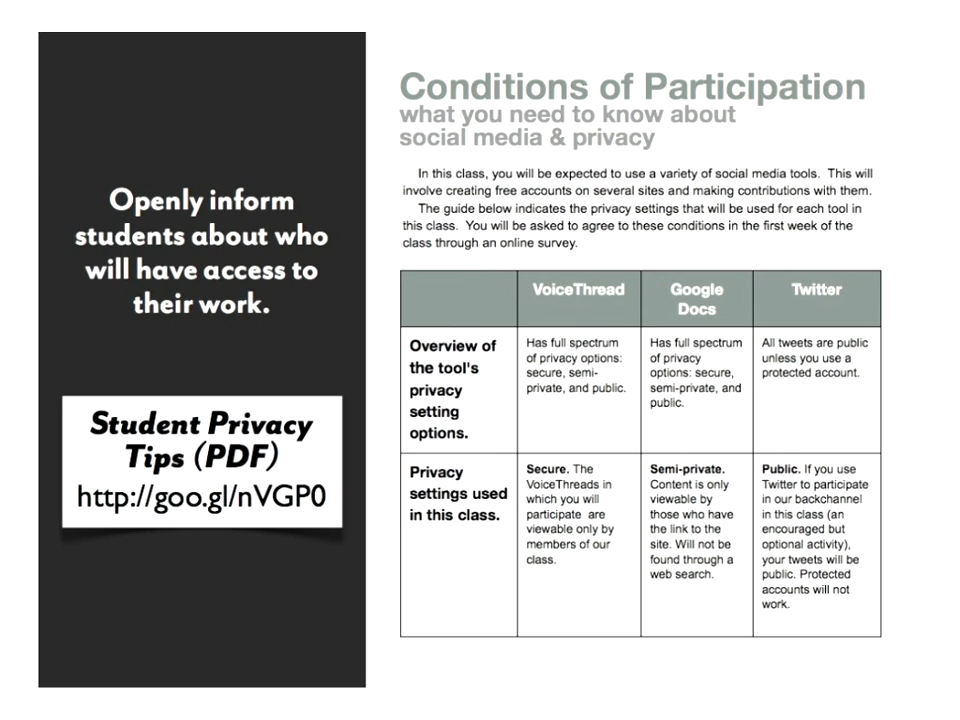 Openly inform
students about who
will have access to
their work.
Student Privacy
Tips (PDF)
http://goo.gl/nVGP0
Conditions of Participation
what you need to know about
social media & privacy
In this class, you will be expected to use a variety of social media tools. This will
involve creating free accounts on several sites and making contributions with them.
The guide below indicates the privacy settings that will be used for each tool in
this class. You will be asked to agree to these conditions in the first week of the
class through an online survey.
VoiceThread
Google
Docs
Twitter
Overview of
the tool's
privacy
setting
options.
Has full spectrum
of privacy options:
secure, semi-
private, and public.
Has full spectrum
of privacy
options: secure,
semi-private, and
public.
All tweets are public
unless you use a
protected account.
Privacy
settings used
in this class.
Secure. The
VoiceThreads in
which you will
participate are
viewable only by
members of our
class.
Semi-private.
Content is only
viewable by
those who have
the link to the
site. Will not be
found through a
web search.
Public. If you use
Twitter to participate
in our backchannel
in this class (an
encouraged but
optional activity),
your tweets will be
public. Protected
accounts will not
work.